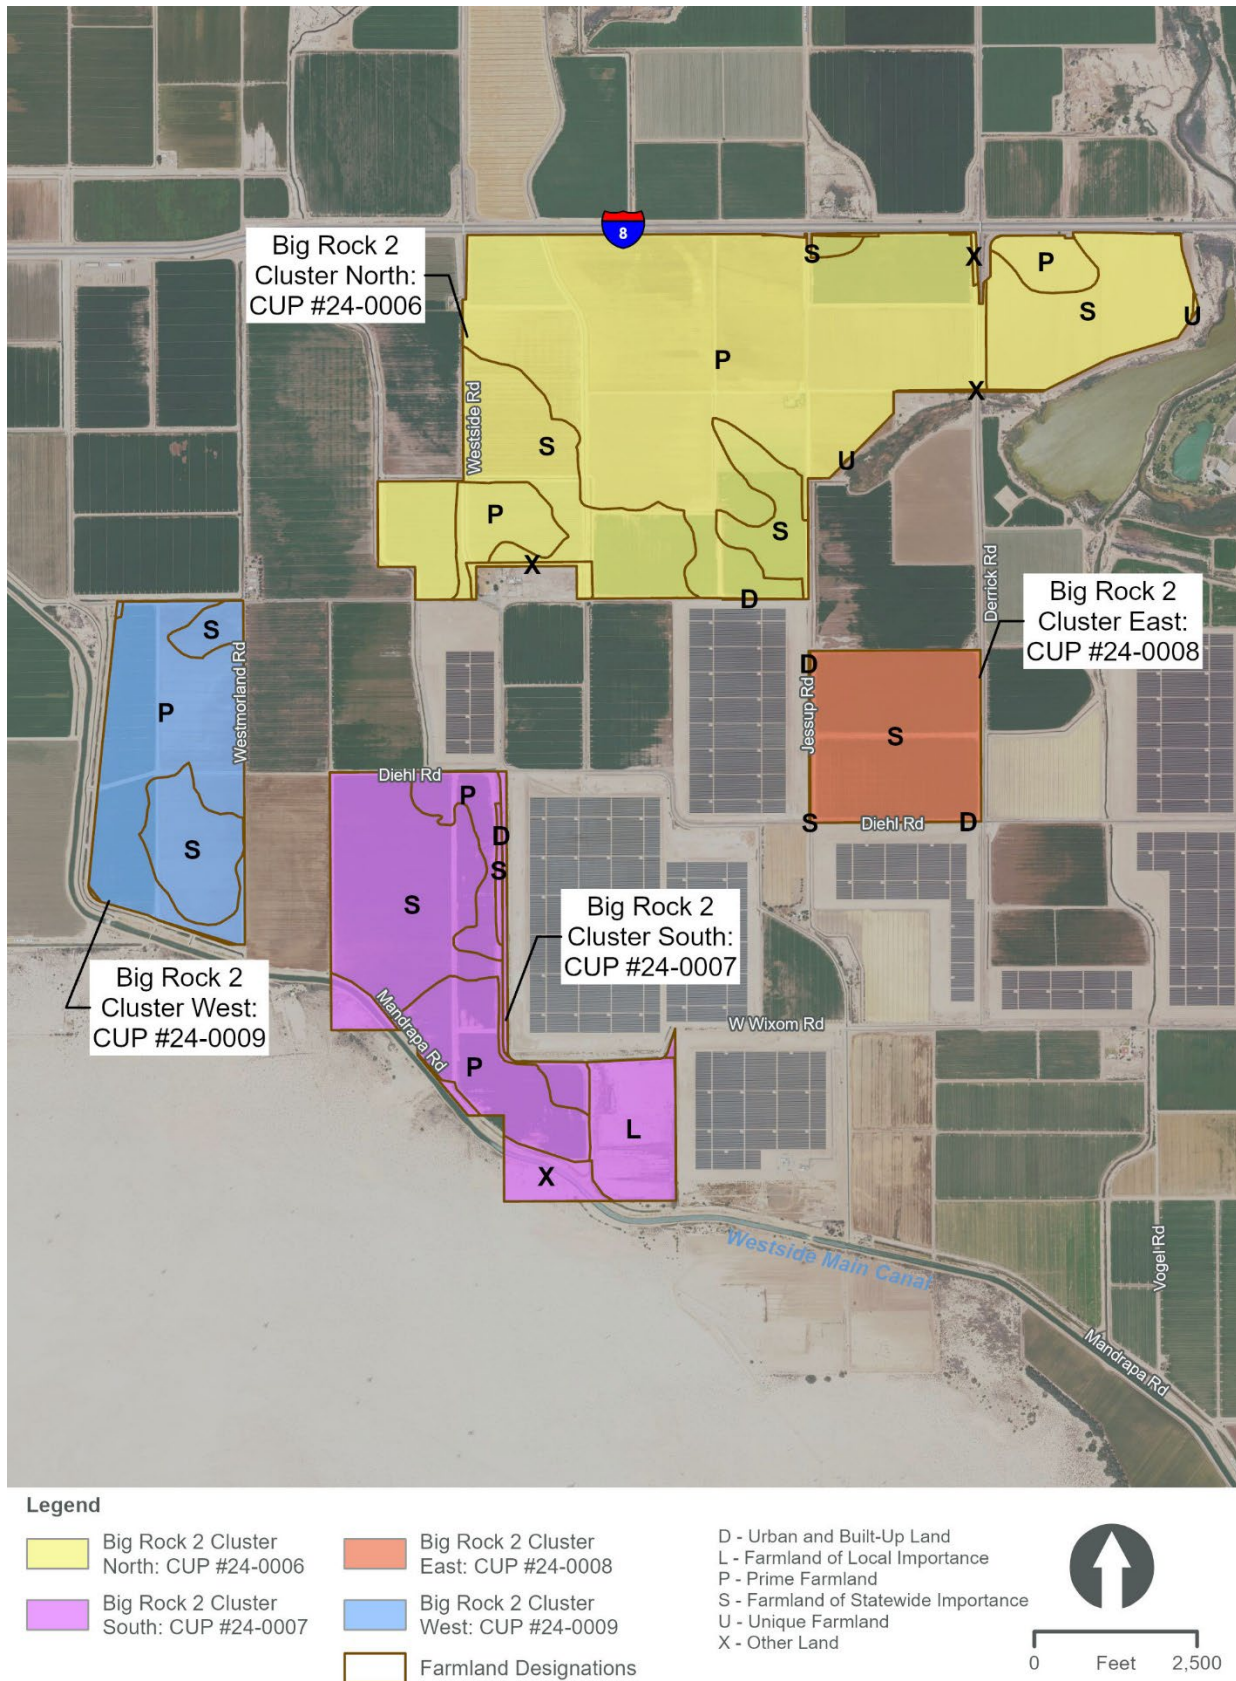 8
Big Rock 2
Cluster North:
CUP #24-0006
S
X
P
S
U
P
X
Westside Rd
S
U
P
S
X
D
Derrick Rd
Big Rock 2
Cluster East:
CUP #24-0008
S
Westmorland Rd
P
D
Jessup Rd
S
Diehl Rd
P
S
D
Diehl Rd
D
S
S
S
Big Rock 2
Cluster South:
CUP #24-0007
Big Rock 2
Cluster West:
CUP #24-0009
Mandrapa Rd
W Wixom Rd
P
L
X
Westside Main Canal
Vogel Rd
Mandrapa Rd
Legend
Big Rock 2 Cluster
North: CUP #24-0006
Big Rock 2 Cluster
South: CUP #24-0007
Big Rock 2 Cluster
East: CUP #24-0008
Big Rock 2 Cluster
West: CUP #24-0009
Farmland Designations
D - Urban and Built-Up Land
L - Farmland of Local Importance
P - Prime Farmland
S - Farmland of Statewide Importance
U - Unique Farmland
X - Other Land
0 Feet 2,500